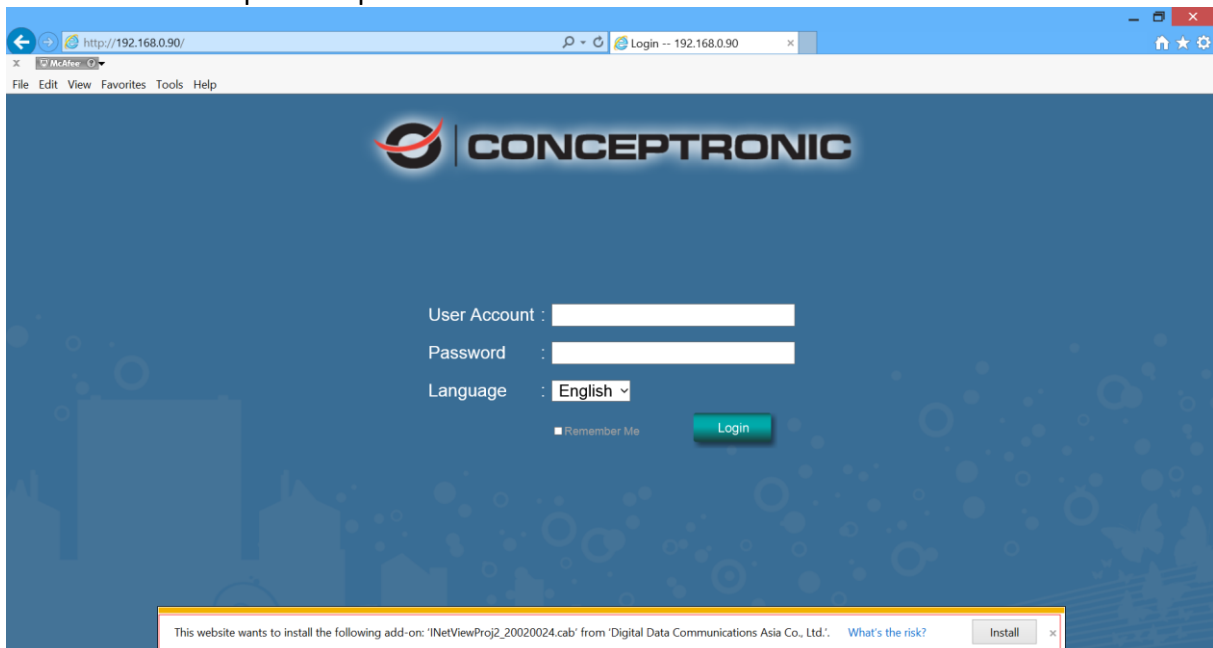 http://192.168.0.90/
Login -- 192.168.0.90
x McAfee
File Edit View Favorites Tools Help
CONCEPTRONIC
User Account :
Password :
Language : English
Remember Me Login
This website wants to install the following add-on: 'INetViewProj2_20020024.cab' from 'Digital Data Communications Asia Co., Ltd.'. What's the risk? Install ×